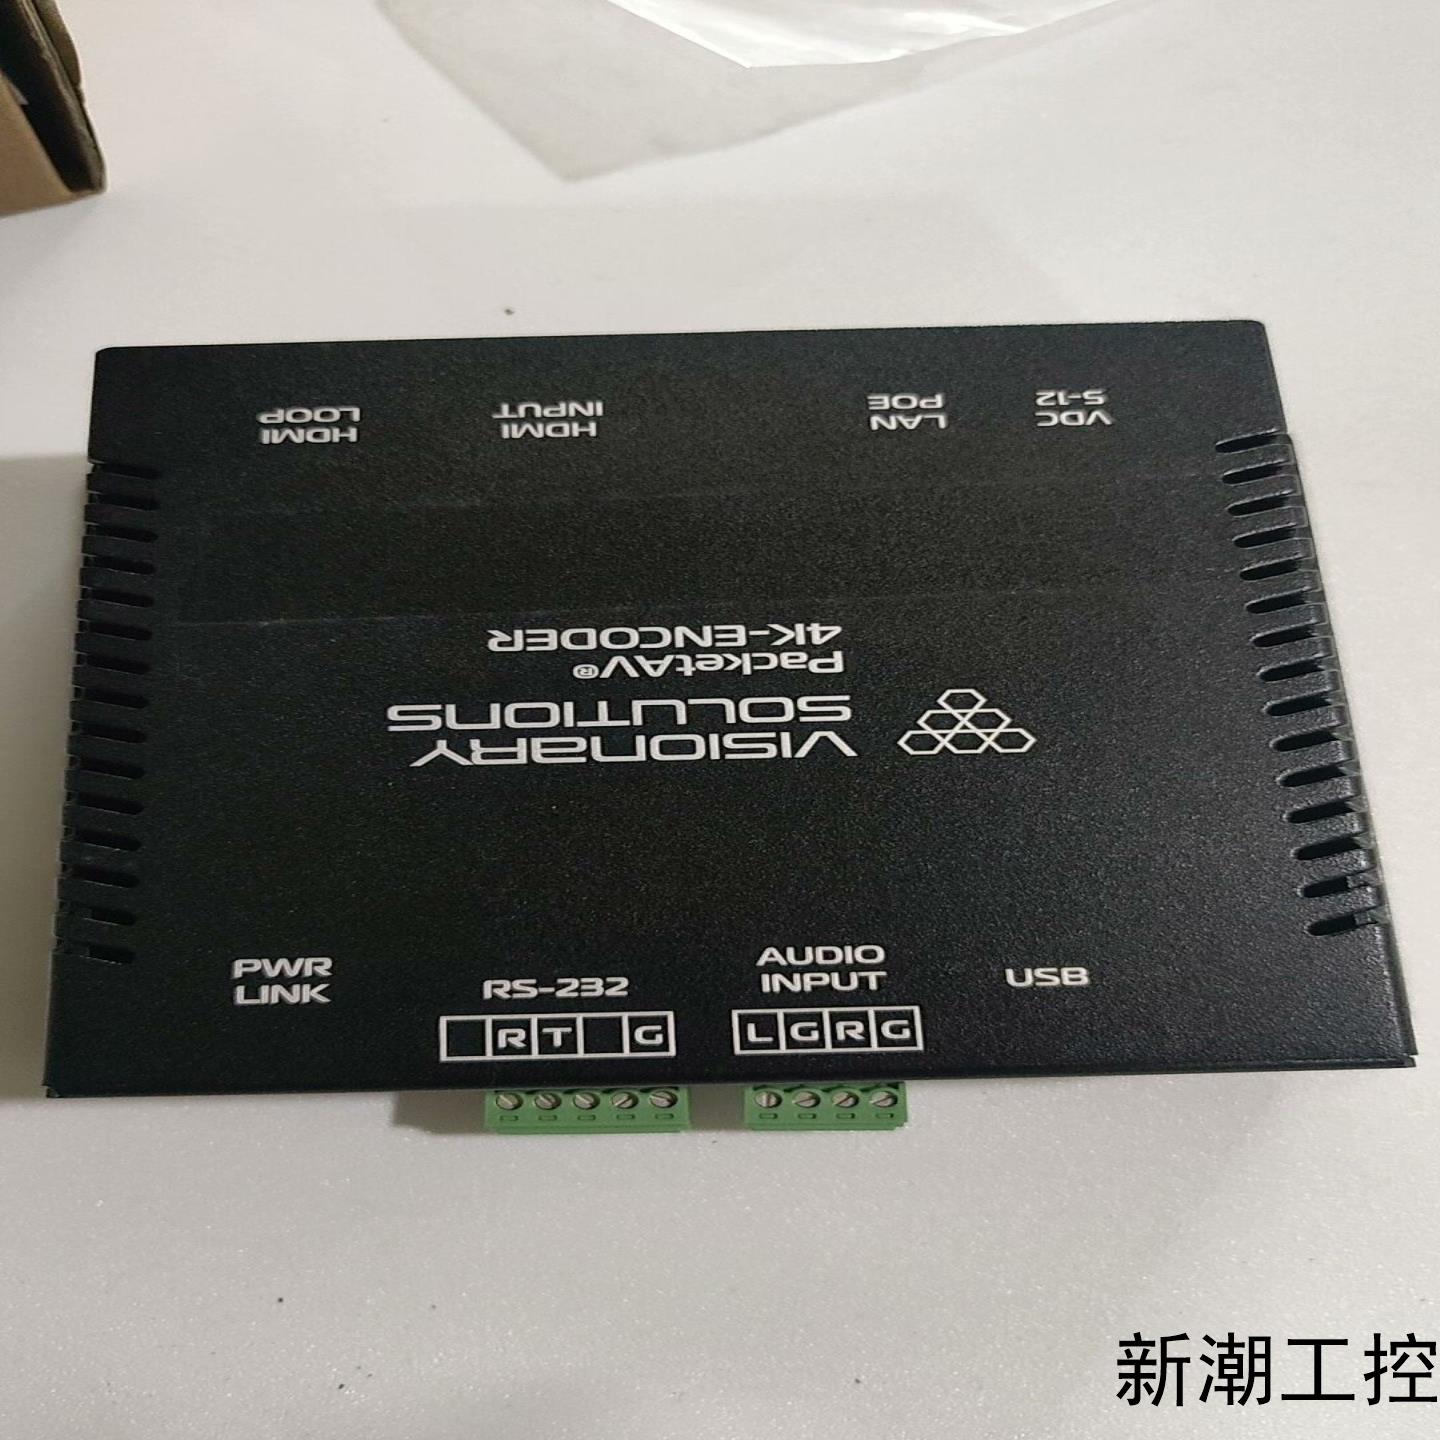 HDMI
LOOP
HDMI
INPUT
LAN
POE
VDC
5-12
VISIONARY
SOLUTIONS
PacketAV®
4K-ENCODER
PWR
LINK
RS-232
R T G
AUDIO
INPUT
L G R G
USB
新潮工控